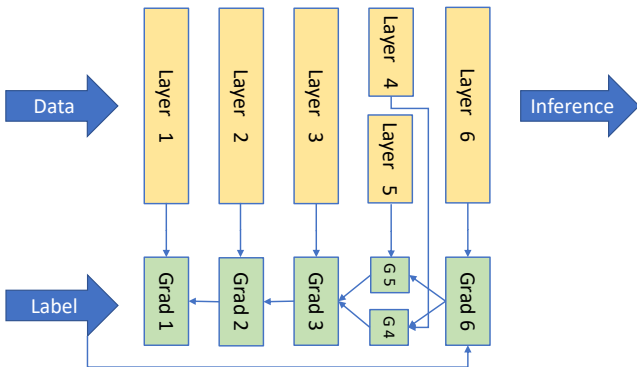 Data
Layer 1
Layer 2
Layer 3
Layer 4
Layer 5
Layer 6
Inference
Label
Grad 1
Grad 2
Grad 3
G 5
G 4
Grad 6